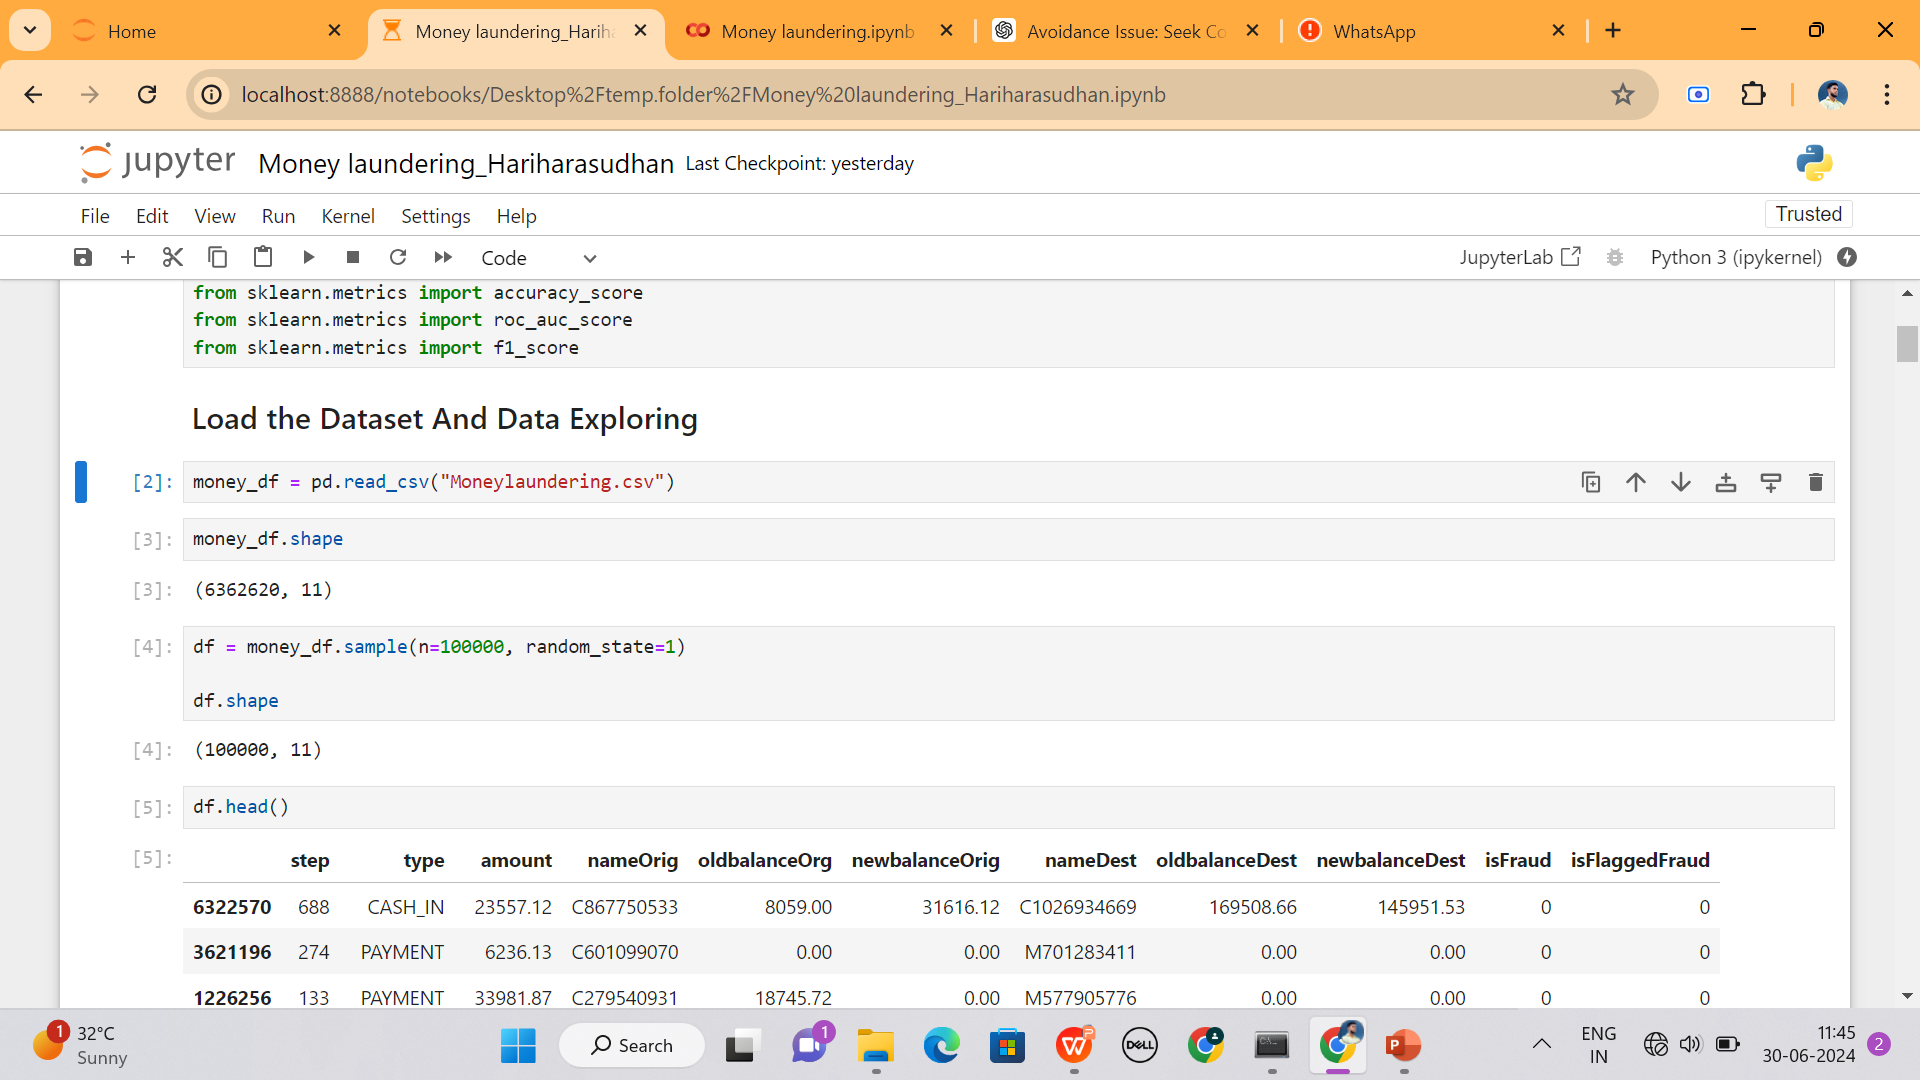 Home
Money laundering_Hariha
Money laundering.ipynb
Avoidance Issue: Seek Co
WhatsApp
localhost:8888/notebooks/Desktop%2Ftemp.folder%2FMoney%20laundering_Hariharasudhan.ipynb
jupyter Money laundering_Hariharasudhan Last Checkpoint: yesterday
File Edit View Run Kernel Settings Help Trusted
Code JupyterLab Python 3 (ipykernel)
from sklearn.metrics import accuracy_score
from sklearn.metrics import roc_auc_score
from sklearn.metrics import f1_score
Load the Dataset And Data Exploring
[2]: money_df = pd.read_csv("Moneylaundering.csv")
[3]: money_df.shape
[3]: (6362620, 11)
[4]: df = money_df.sample(n=100000, random_state=1)
df.shape
[4]: (100000, 11)
[5]: df.head()
[5]: step type amount nameOrig oldbalanceOrg newbalanceOrig nameDest oldbalanceDest newbalanceDest isFraud isFlaggedFraud
6322570 688 CASH_IN 23557.12 C867750533 8059.00 31616.12 C1026934669 169508.66 145951.53 0 0
3621196 274 PAYMENT 6236.13 C601099070 0.00 0.00 M701283411 0.00 0.00 0 0
1226256 133 PAYMENT 33981.87 C279540931 18745.72 0.00 M577905776 0.00 0.00 0 0
1 32°C
Sunny
Search
1
DELL
ENG
IN
11:45
30-06-2024
2